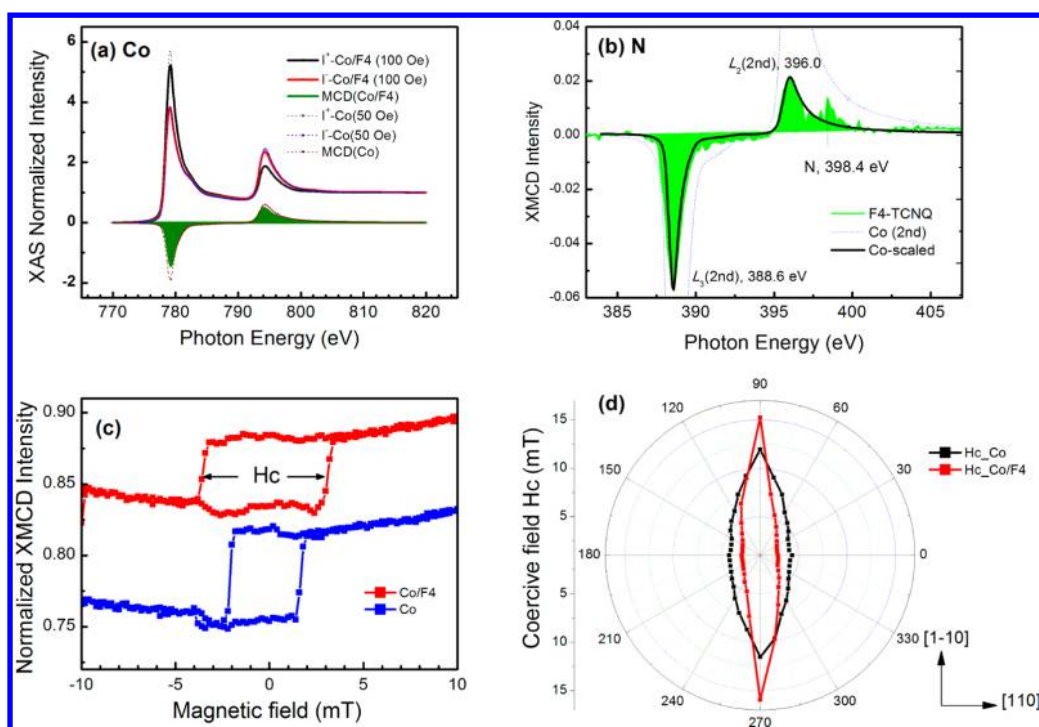 (a) Co
XAS Normalized Intensity
6
4
2
0
-2
I⁺-Co/F4 (100 Oe)
I⁻-Co/F4 (100 Oe)
MCD(Co/F4)
I⁺-Co(50 Oe)
I⁻-Co(50 Oe)
MCD(Co)
770 780 790 800 810 820
Photon Energy (eV)
(b) N
XMCD Intensity
0.04
0.02
0.00
-0.02
-0.04
-0.06
L₂(2nd), 396.0
N, 398.4 eV
L₃(2nd), 388.6 eV
F4-TCNQ
Co (2nd)
Co-scaled
385 390 395 400 405
Photon Energy (eV)
(c)
Normalized XMCD Intensity
0.90
0.85
0.80
0.75
Hc
Co/F4
Co
-10 -5 0 5 10
Magnetic field (mT)
(d)
Coercive field Hc (mT)
15
10
5
0
5
10
15
90
120 60
150 30
180 0
210 330
240 300
270
Hc_Co
Hc_Co/F4
[1-10]
[110]